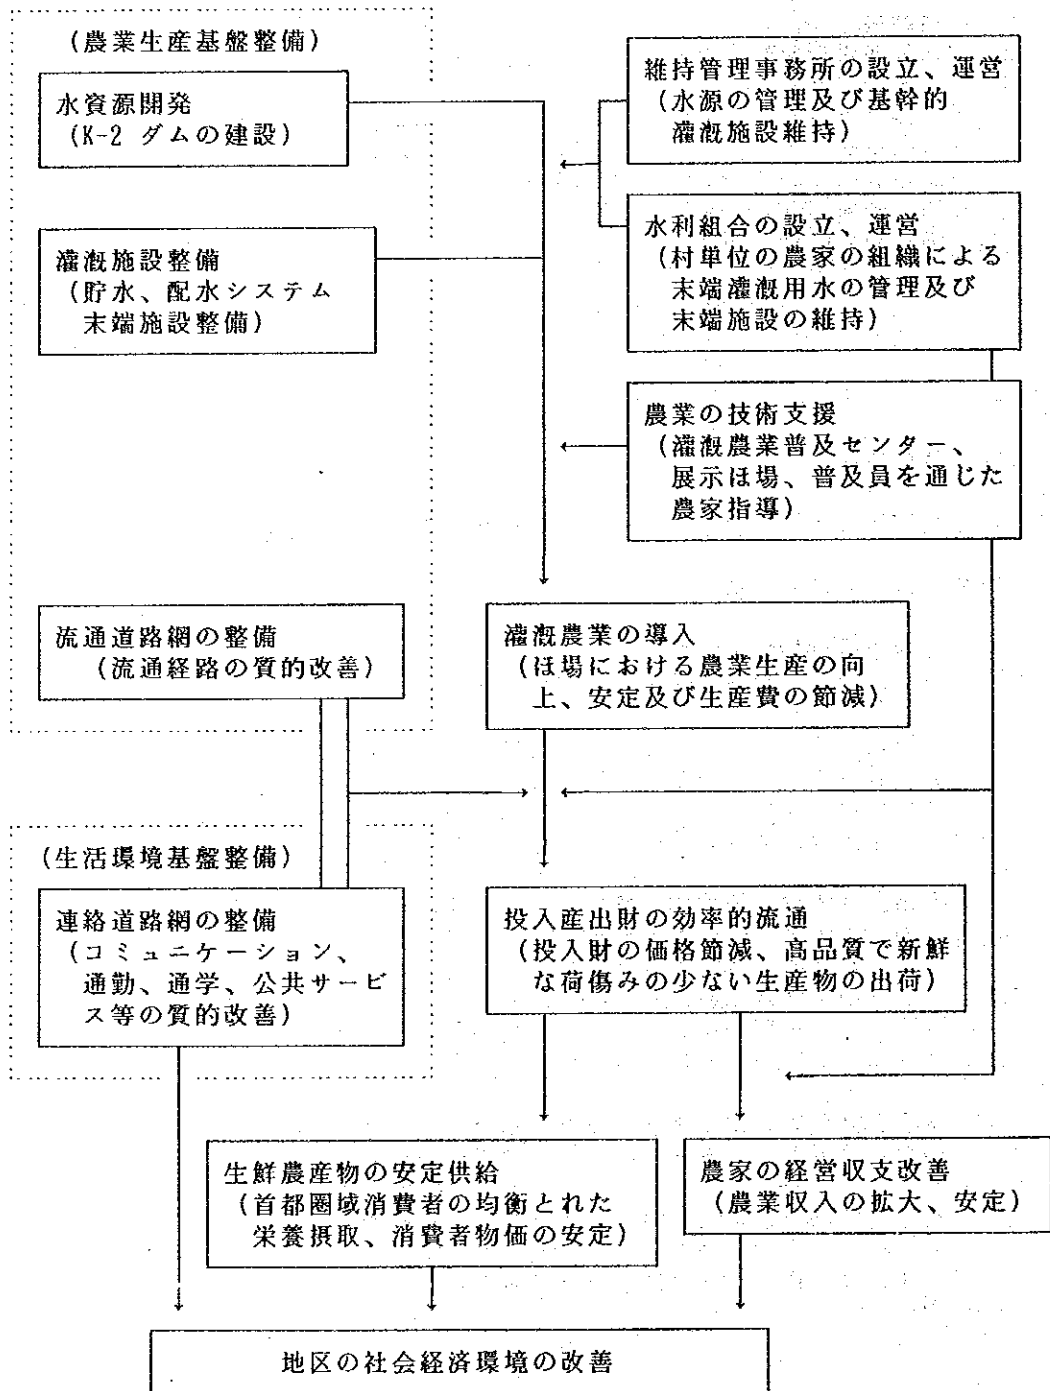 (農業生産基盤整備)
水資源開発
(K-2 ダムの建設)
灌漑施設整備
(貯水、配水システム
末端施設整備)
維持管理事務所の設立、運営
(水源の管理及び基幹的
灌漑施設維持)
水利組合の設立、運営
(村単位の農家の組織による
末端灌漑用水の管理及び
末端施設の維持)
農業の技術支援
(灌漑農業普及センター、
展示ほ場、普及員を通じた
農家指導)
流通道路網の整備
(流通経路の質的改善)
灌漑農業の導入
(ほ場における農業生産の向
上、安定及び生産費の節減)
(生活環境基盤整備)
連絡道路網の整備
(コミュニケーション、
通勤、通学、公共サービ
ス等の質的改善)
投入産出財の効率的流通
(投入財の価格節減、高品質で新鮮
な荷傷みの少ない生産物の出荷)
生鮮農産物の安定供給
(首都圏域消費者の均衡とれた
栄養摂取、消費者物価の安定)
農家の経営収支改善
(農業収入の拡大、安定)
地区の社会経済環境の改善